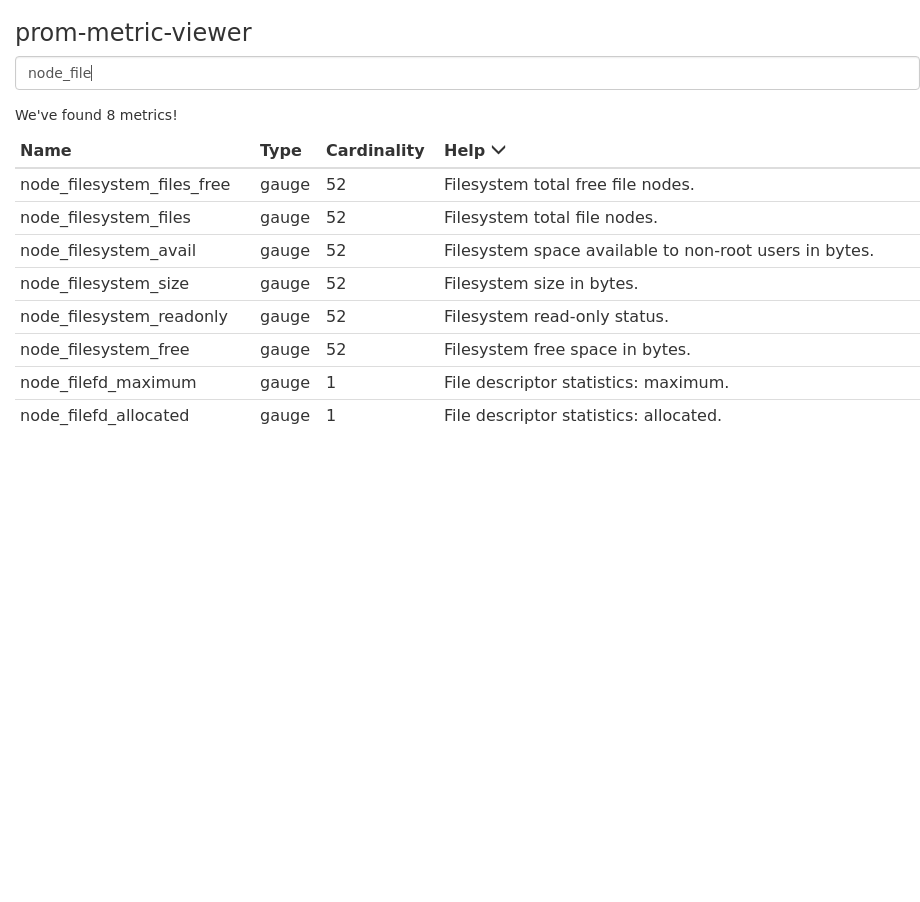 prom-metric-viewer
node_file
We've found 8 metrics!
Name Type Cardinality Help
node_filesystem_files_free gauge 52 Filesystem total free file nodes.
node_filesystem_files gauge 52 Filesystem total file nodes.
node_filesystem_avail gauge 52 Filesystem space available to non-root users in bytes.
node_filesystem_size gauge 52 Filesystem size in bytes.
node_filesystem_readonly gauge 52 Filesystem read-only status.
node_filesystem_free gauge 52 Filesystem free space in bytes.
node_filefd_maximum gauge 1 File descriptor statistics: maximum.
node_filefd_allocated gauge 1 File descriptor statistics: allocated.